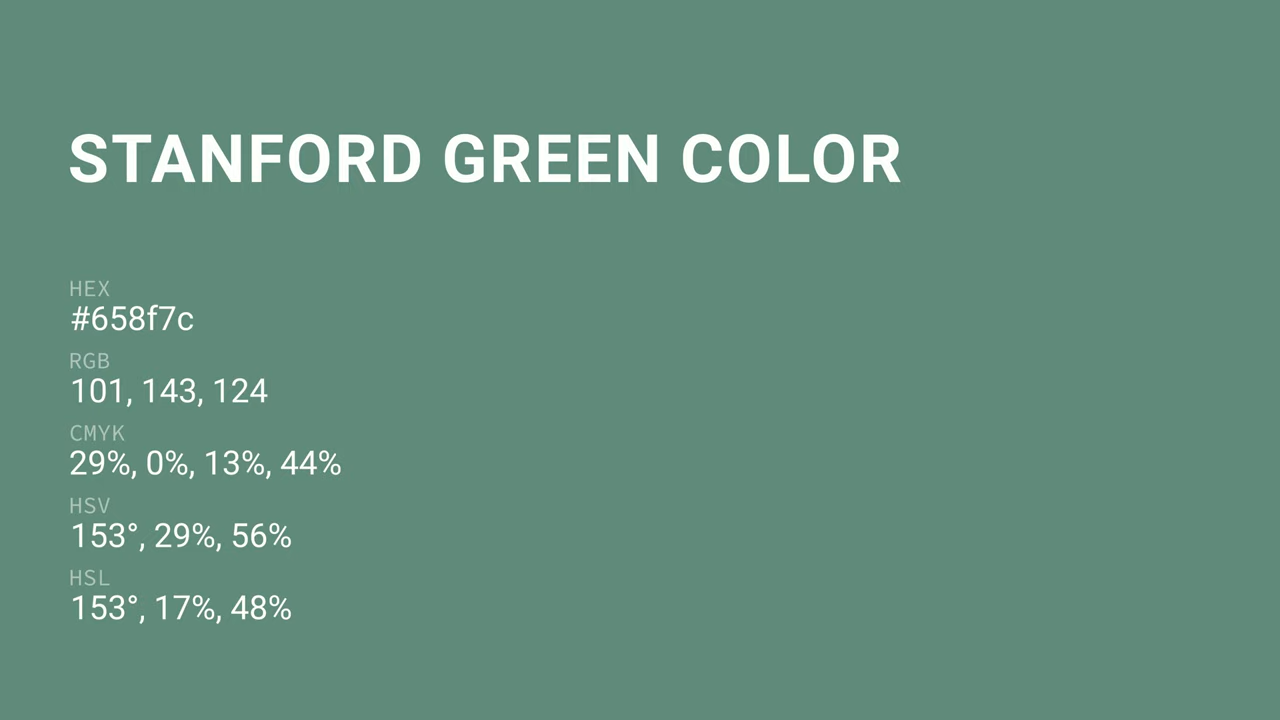 STANFORD GREEN COLOR
HEX
#658f7c
RGB
101, 143, 124
CMYK
29%, 0%, 13%, 44%
HSV
153°, 29%, 56%
HSL
153°, 17%, 48%